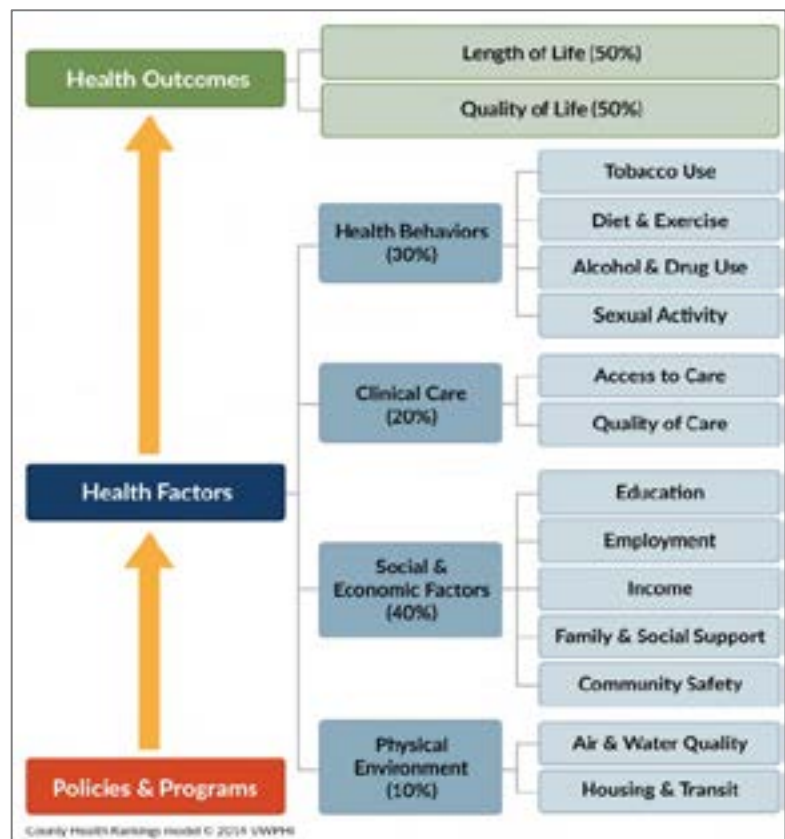 Health Outcomes
Length of Life (50%)
Quality of Life (50%)
Health Behaviors
(30%)
Tobacco Use
Diet & Exercise
Alcohol & Drug Use
Sexual Activity
Clinical Care
(20%)
Access to Care
Quality of Care
Health Factors
Social &
Economic Factors
(40%)
Education
Employment
Income
Family & Social Support
Community Safety
Physical
Environment
(10%)
Air & Water Quality
Housing & Transit
Policies & Programs
County Health Rankings model © 2014 UWPHI